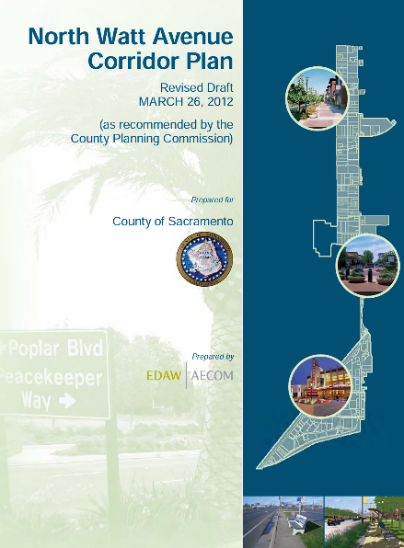 North Watt Avenue
Corridor Plan
Revised Draft
MARCH 26, 2012
(as recommended by the
County Planning Commission)
Prepared for
County of Sacramento
Prepared by
EDAW | AECOM
Poplar Blvd
Peacekeeper
Way →